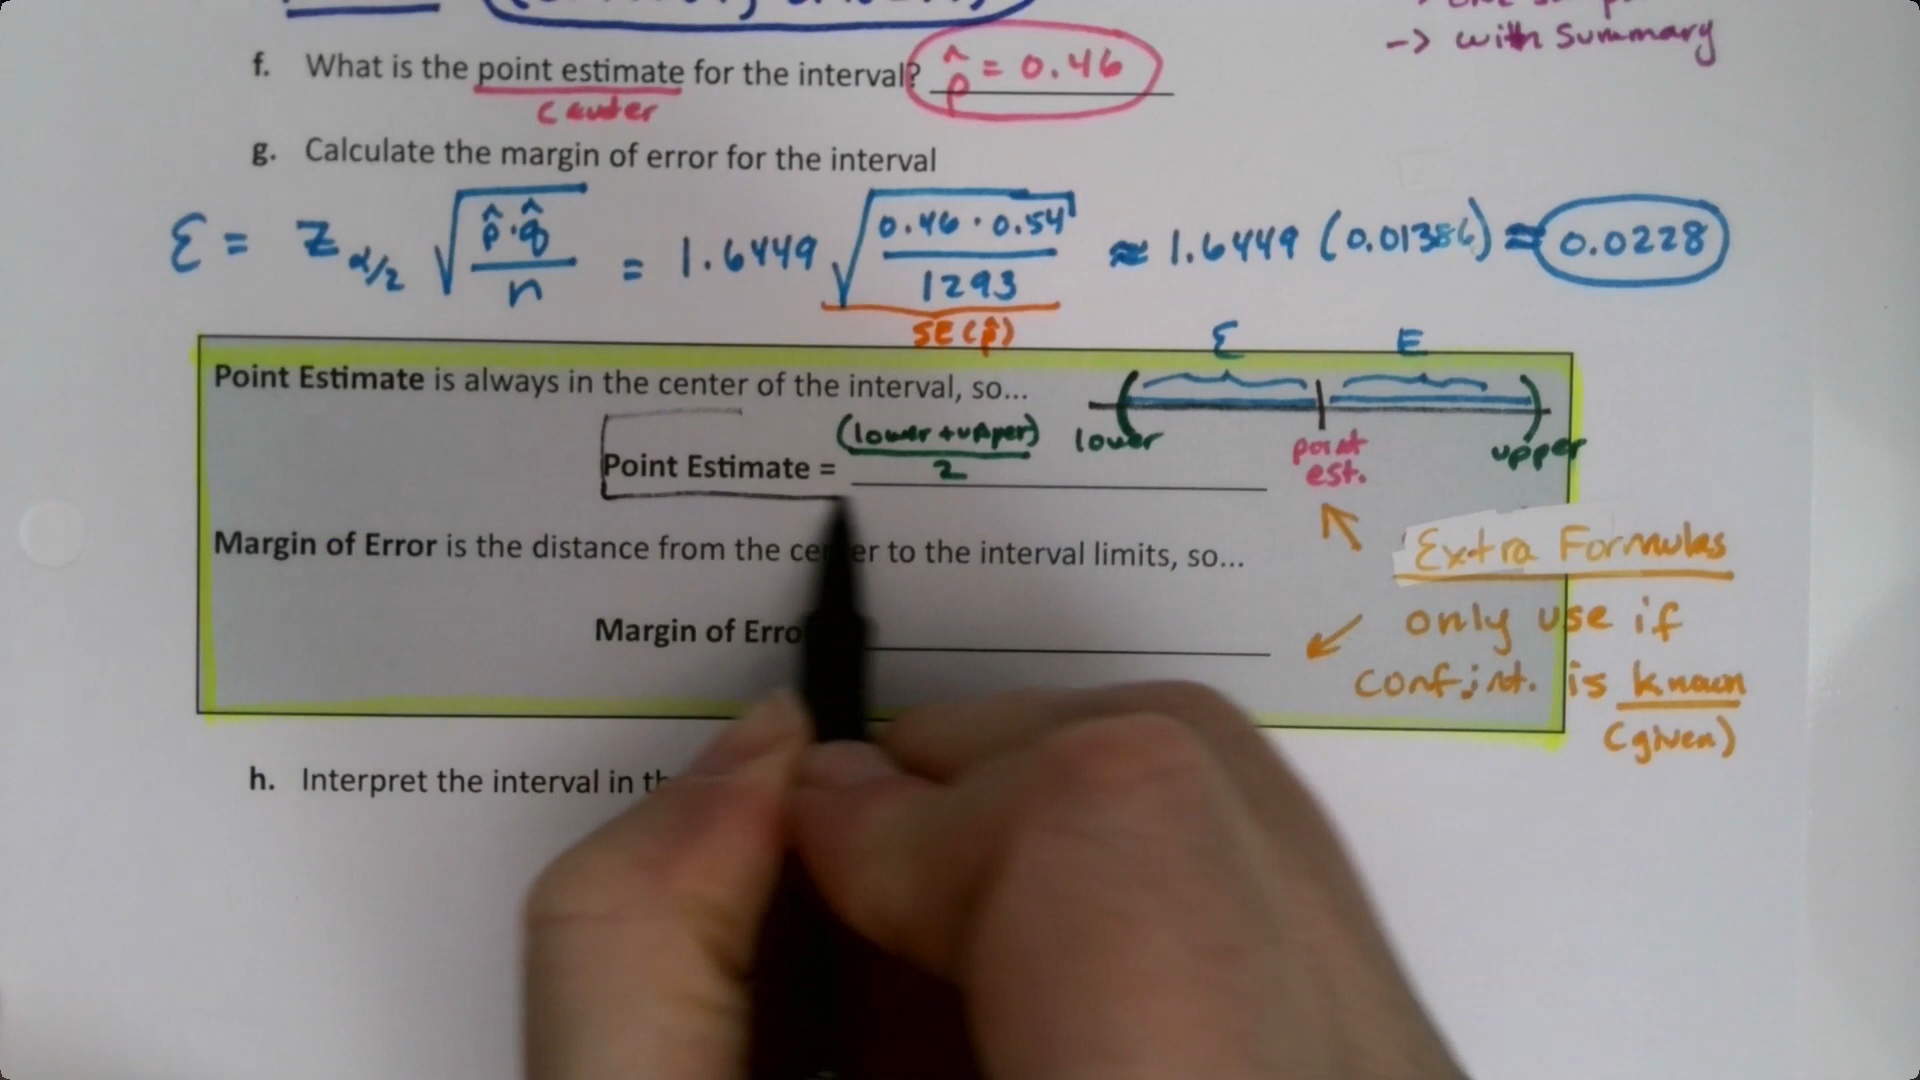 -> with Summary
f. What is the point estimate for the interval? p̂ = 0.46
center
g. Calculate the margin of error for the interval
E = Z α/2 √(p̂·q̂/n) = 1.6449 √(0.46 · 0.54/1293) ≈ 1.6449 (0.01386) ≈ 0.0228
SE(p̂)
E E
Point Estimate is always in the center of the interval, so...
Point Estimate = (lower + upper)/2
lower point est. upper
Margin of Error is the distance from the to the interval limits, so...
Extra Formulas
only use if
conf. int. is known
(given)
Margin of
h. Interpret the interval in